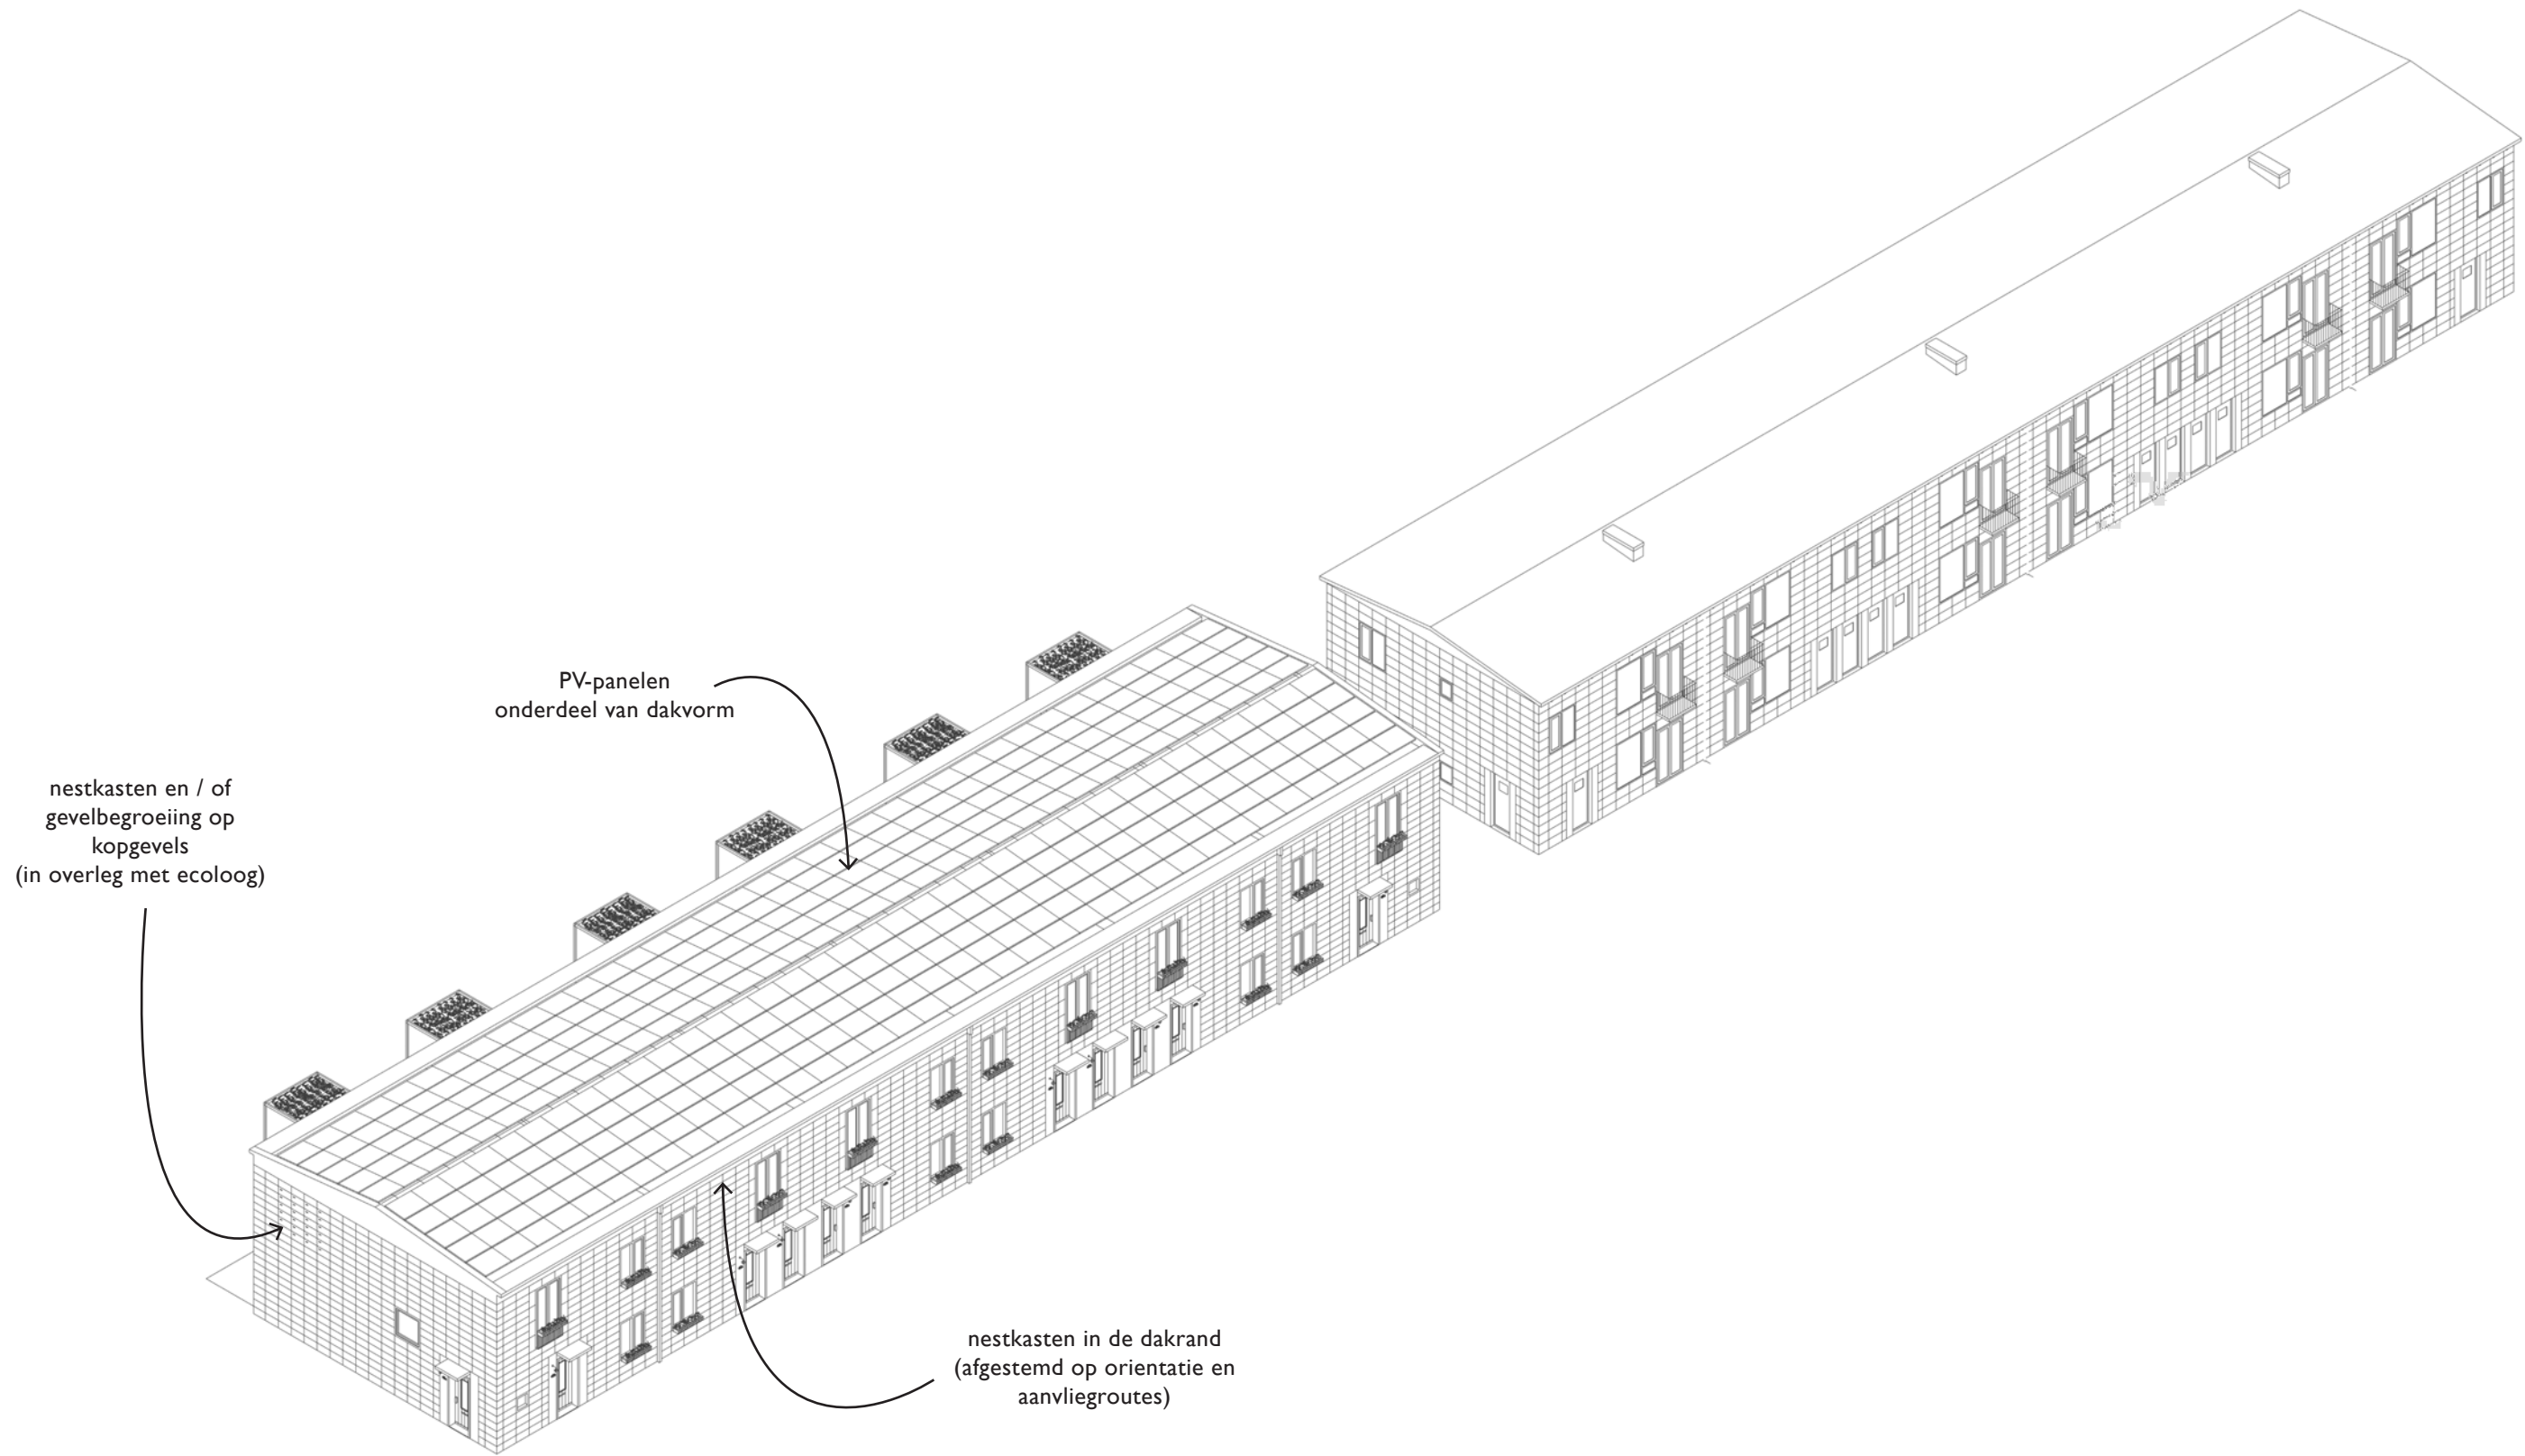 PV-panelen
onderdeel van dakvorm
nestkasten en / of
gevelbegroeiing op
kopgevels
(in overleg met ecoloog)
nestkasten in de dakrand
(afgestemd op orientatie en
aanvliegroutes)